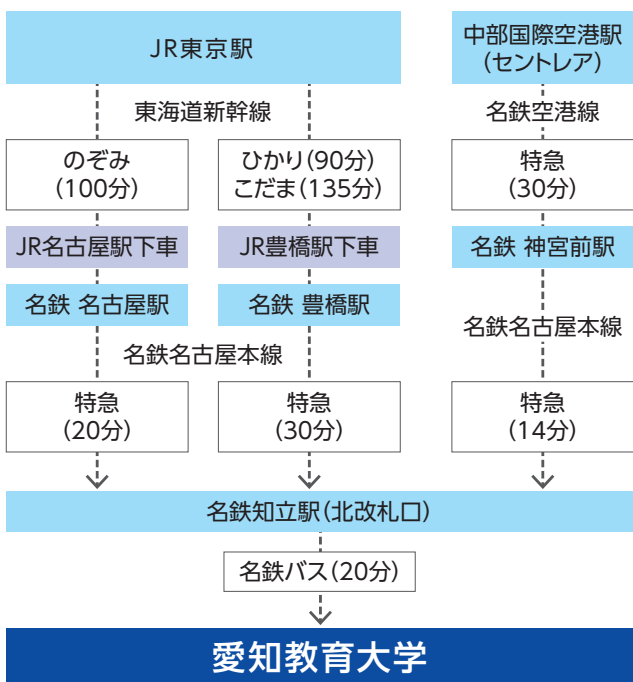 JR東京駅
中部国際空港駅
(セントレア)
東海道新幹線
名鉄空港線
のぞみ
(100分)
ひかり(90分)
こだま(135分)
特急
(30分)
JR名古屋駅下車
JR豊橋駅下車
名鉄 神宮前駅
名鉄 名古屋駅
名鉄 豊橋駅
名鉄名古屋本線
名鉄名古屋本線
特急
(20分)
特急
(30分)
特急
(14分)
名鉄知立駅(北改札口)
名鉄バス(20分)
愛知教育大学